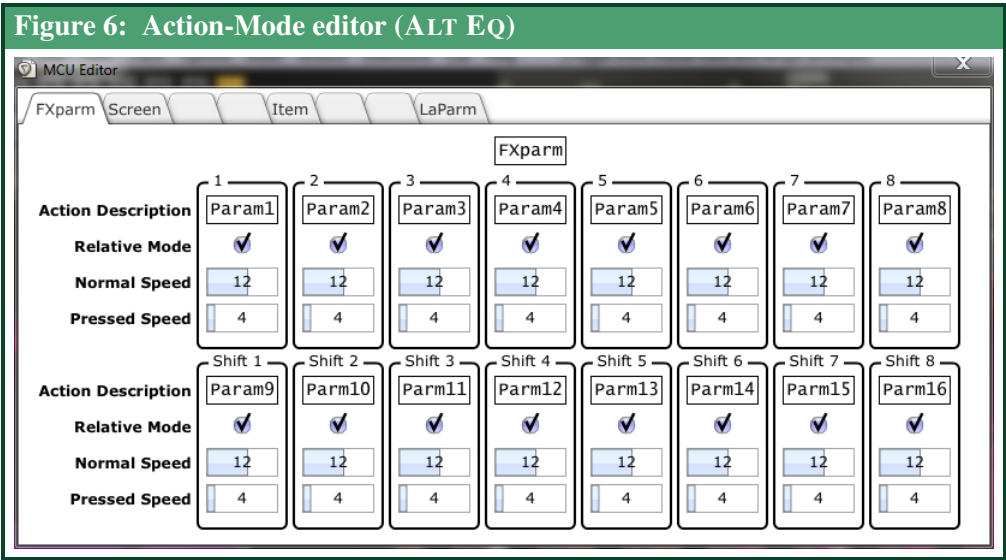 Figure 6: Action-Mode editor (ALT EQ)
MCU Editor
X
FXparm Screen Item LaParm
FXparm
1 2 3 4 5 6 7 8
Action Description Param1 Param2 Param3 Param4 Param5 Param6 Param7 Param8
Relative Mode
Normal Speed 12 12 12 12 12 12 12 12
Pressed Speed 4 4 4 4 4 4 4 4
Shift 1 Shift 2 Shift 3 Shift 4 Shift 5 Shift 6 Shift 7 Shift 8
Action Description Param9 Parm10 Parm11 Parm12 Parm13 Parm14 Parm15 Parm16
Relative Mode
Normal Speed 12 12 12 12 12 12 12 12
Pressed Speed 4 4 4 4 4 4 4 4